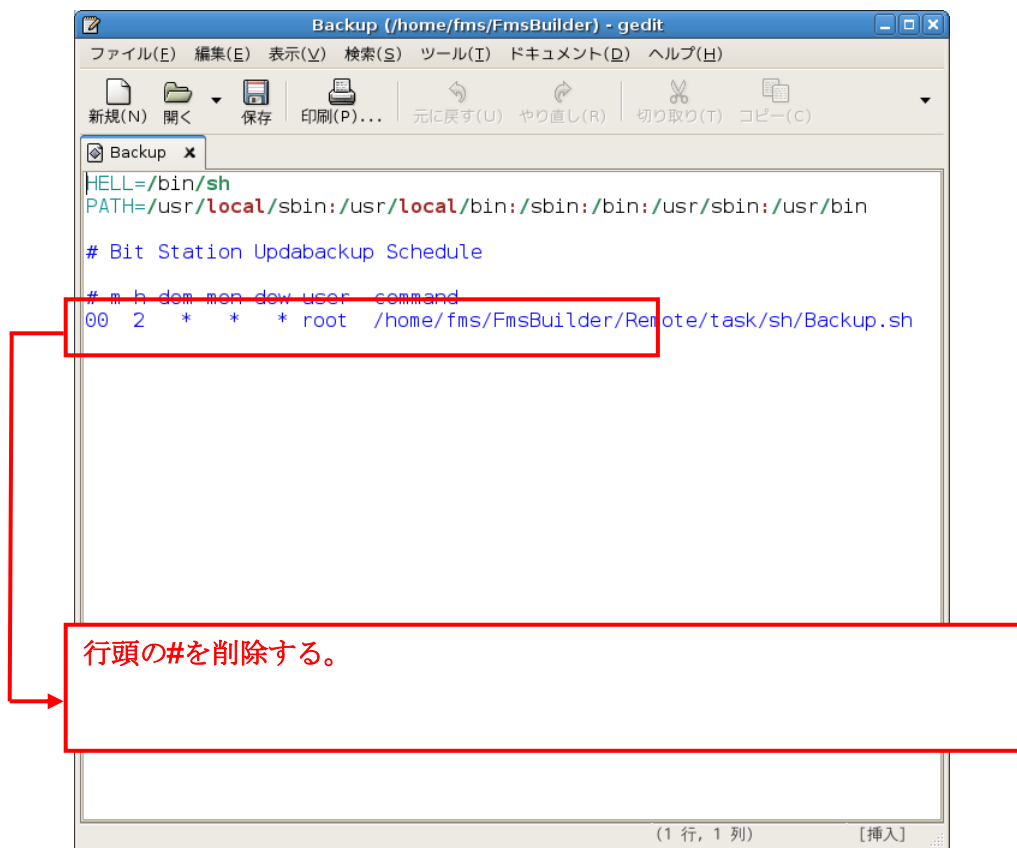 Backup (/home/fms/FmsBuilder) - gedit
ファイル(F) 編集(E) 表示(V) 検索(S) ツール(T) ドキュメント(D) ヘルプ(H)
新規(N) 開く 保存 印刷(P)... 元に戻す(U) やり直し(R) 切り取り(T) コピー(C)
Backup
HELL=/bin/sh
PATH=/usr/local/sbin:/usr/local/bin:/sbin:/bin:/usr/sbin:/usr/bin
# Bit Station Updabackup Schedule
# m h dom mon dow user command
00 2 * * * root /home/fms/FmsBuilder/Remote/task/sh/Backup.sh
行頭の#を削除する。
(1 行, 1 列) [挿入]